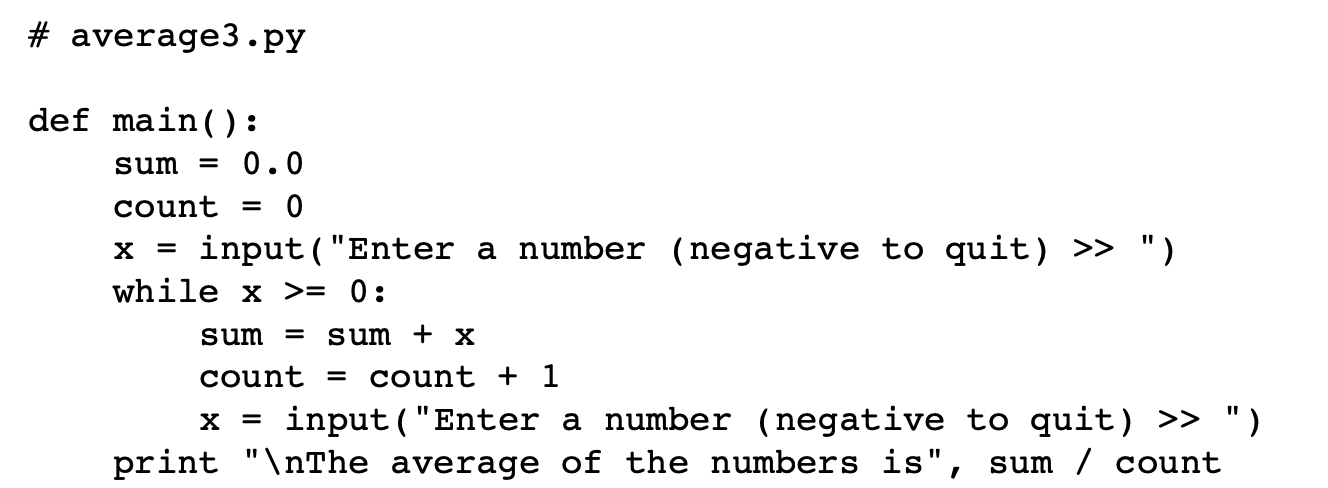 # average3.py

def main():
    sum = 0.0
    count = 0
    x = input("Enter a number (negative to quit) >> ")
    while x >= 0:
        sum = sum + x
        count = count + 1
        x = input("Enter a number (negative to quit) >> ")
    print "\nThe average of the numbers is", sum / count